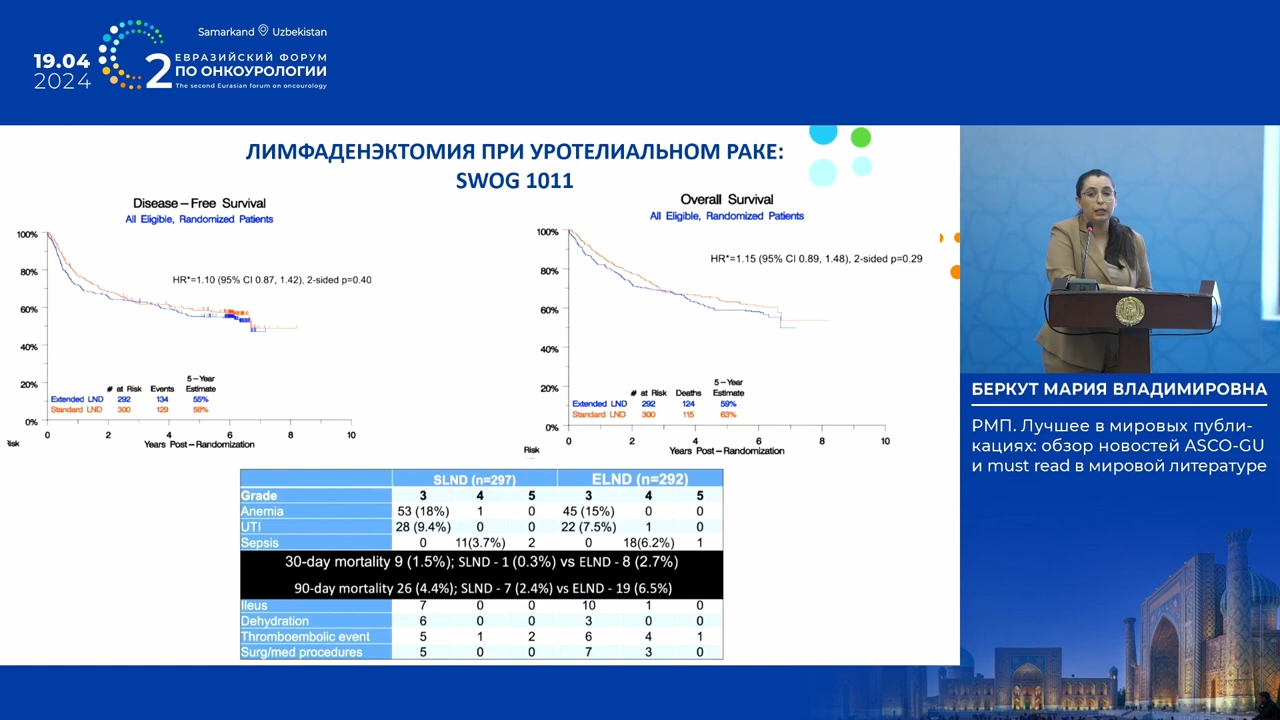 Samarkand Uzbekistan
19.04
2024
2
ЕВРАЗИЙСКИЙ ФОРУМ
ПО ОНКОУРОЛОГИИ
The second Eurasian forum on oncourology
ЛИМФАДЕНЭКТОМИЯ ПРИ УРОТЕЛИАЛЬНОМ РАКЕ:
SWOG 1011
Disease-Free Survival
All Eligible, Randomized Patients
100%
80%
60%
40%
20%
0%
HR*=1.10 (95% CI 0.87, 1.42), 2-sided p=0.40
5-Year
# at Risk Events Estimate
Extended LND 292 134 55%
Standard LND 300 129 58%
0 2 4 6 8 10
Years Post-Randomization
Risk
Overall Survival
All Eligible, Randomized Patients
100%
80%
60%
40%
20%
0%
HR*=1.15 (95% CI 0.89, 1.48), 2-sided p=0.29
5-Year
# at Risk Deaths Estimate
Extended LND 292 124 59%
Standard LND 300 115 63%
0 2 4 6 8 10
Years Post-Randomization
Risk
SLND (n=297) ELND (n=292)
Grade 3 4 5 3 4 5
Anemia 53 (18%) 1 0 45 (15%) 0 0
UTI 28 (9.4%) 0 0 22 (7.5%) 1 0
Sepsis 0 11(3.7%) 2 0 18(6.2%) 1
30-day mortality 9 (1.5%); SLND - 1 (0.3%) vs ELND - 8 (2.7%)
90-day mortality 26 (4.4%); SLND - 7 (2.4%) vs ELND - 19 (6.5%)
Ileus 7 0 0 10 1 0
Dehydration 6 0 0 3 0 0
Thromboembolic event 5 1 2 6 4 1
Surg/med procedures 5 0 0 7 3 0
БЕРКУТ МАРИЯ ВЛАДИМИРОВНА
РМП. Лучшее в мировых публи-
кациях: обзор новостей ASCO-GU
и must read в мировой литературе